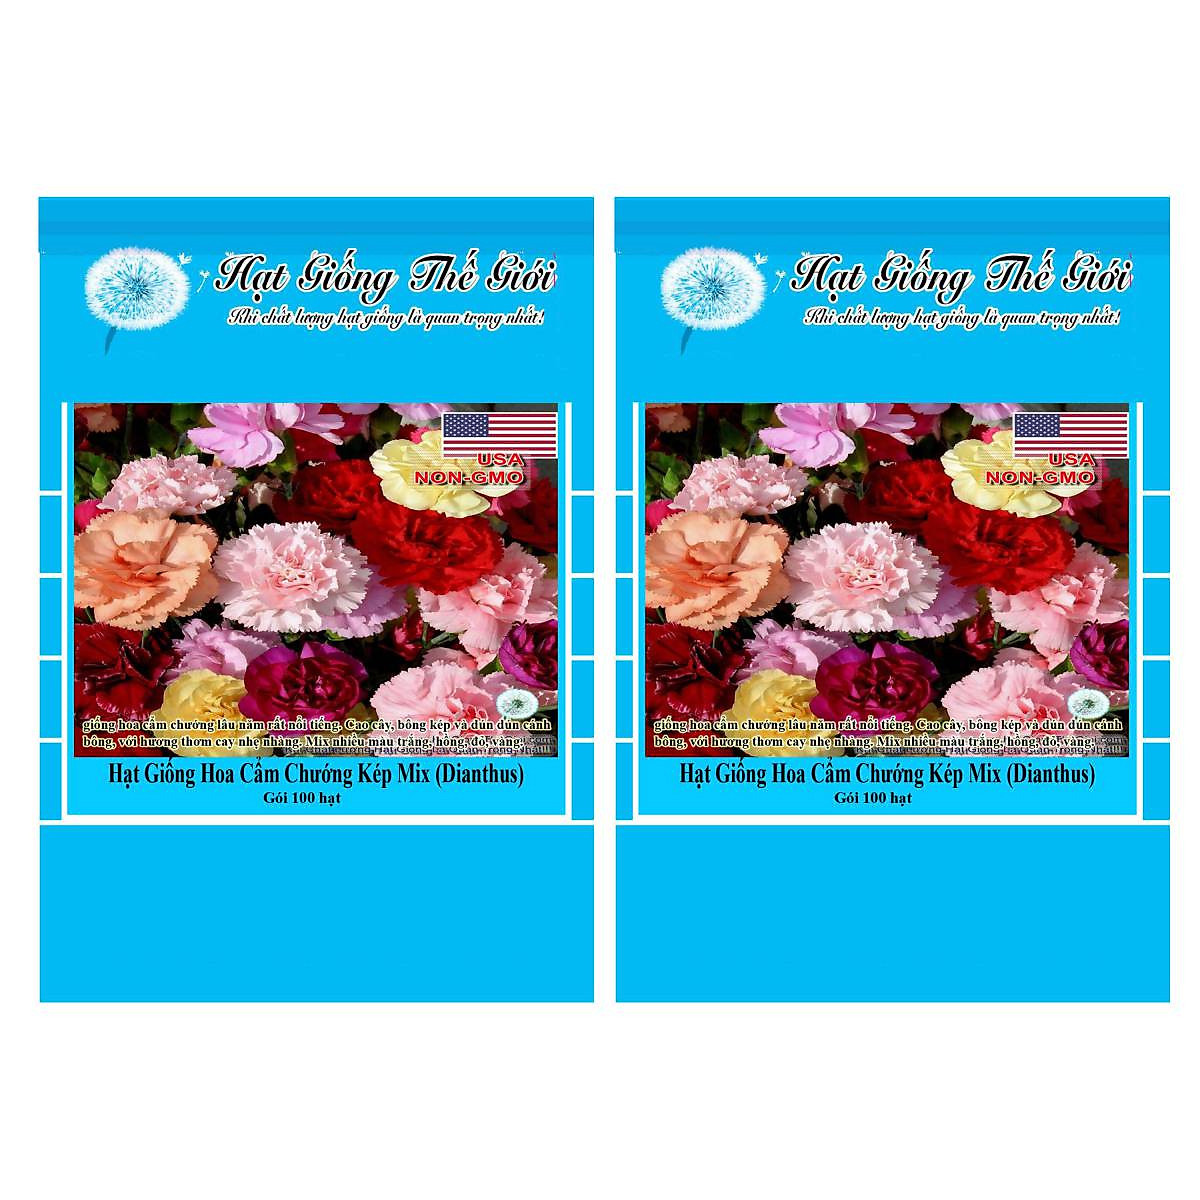 Hạt Giống Thế Giới
Khi chất lượng hạt giống là quan trọng nhất!
USA
NON-GMO
giống hoa cẩm chướng lâu năm rất nổi tiếng. Cao cây, bông kép và dún dún cánh
bông, với hương thơm cay nhẹ nhàng. Mix nhiều màu trắng, hồng, đỏ, vàng.
Hạt Giống Hoa Cẩm Chướng Kép Mix (Dianthus)
Gói 100 hạt
Hạt Giống Thế Giới
Khi chất lượng hạt giống là quan trọng nhất!
USA
NON-GMO
giống hoa cẩm chướng lâu năm rất nổi tiếng. Cao cây, bông kép và dún dún cánh
bông, với hương thơm cay nhẹ nhàng. Mix nhiều màu trắng, hồng, đỏ, vàng.
Hạt Giống Hoa Cẩm Chướng Kép Mix (Dianthus)
Gói 100 hạt